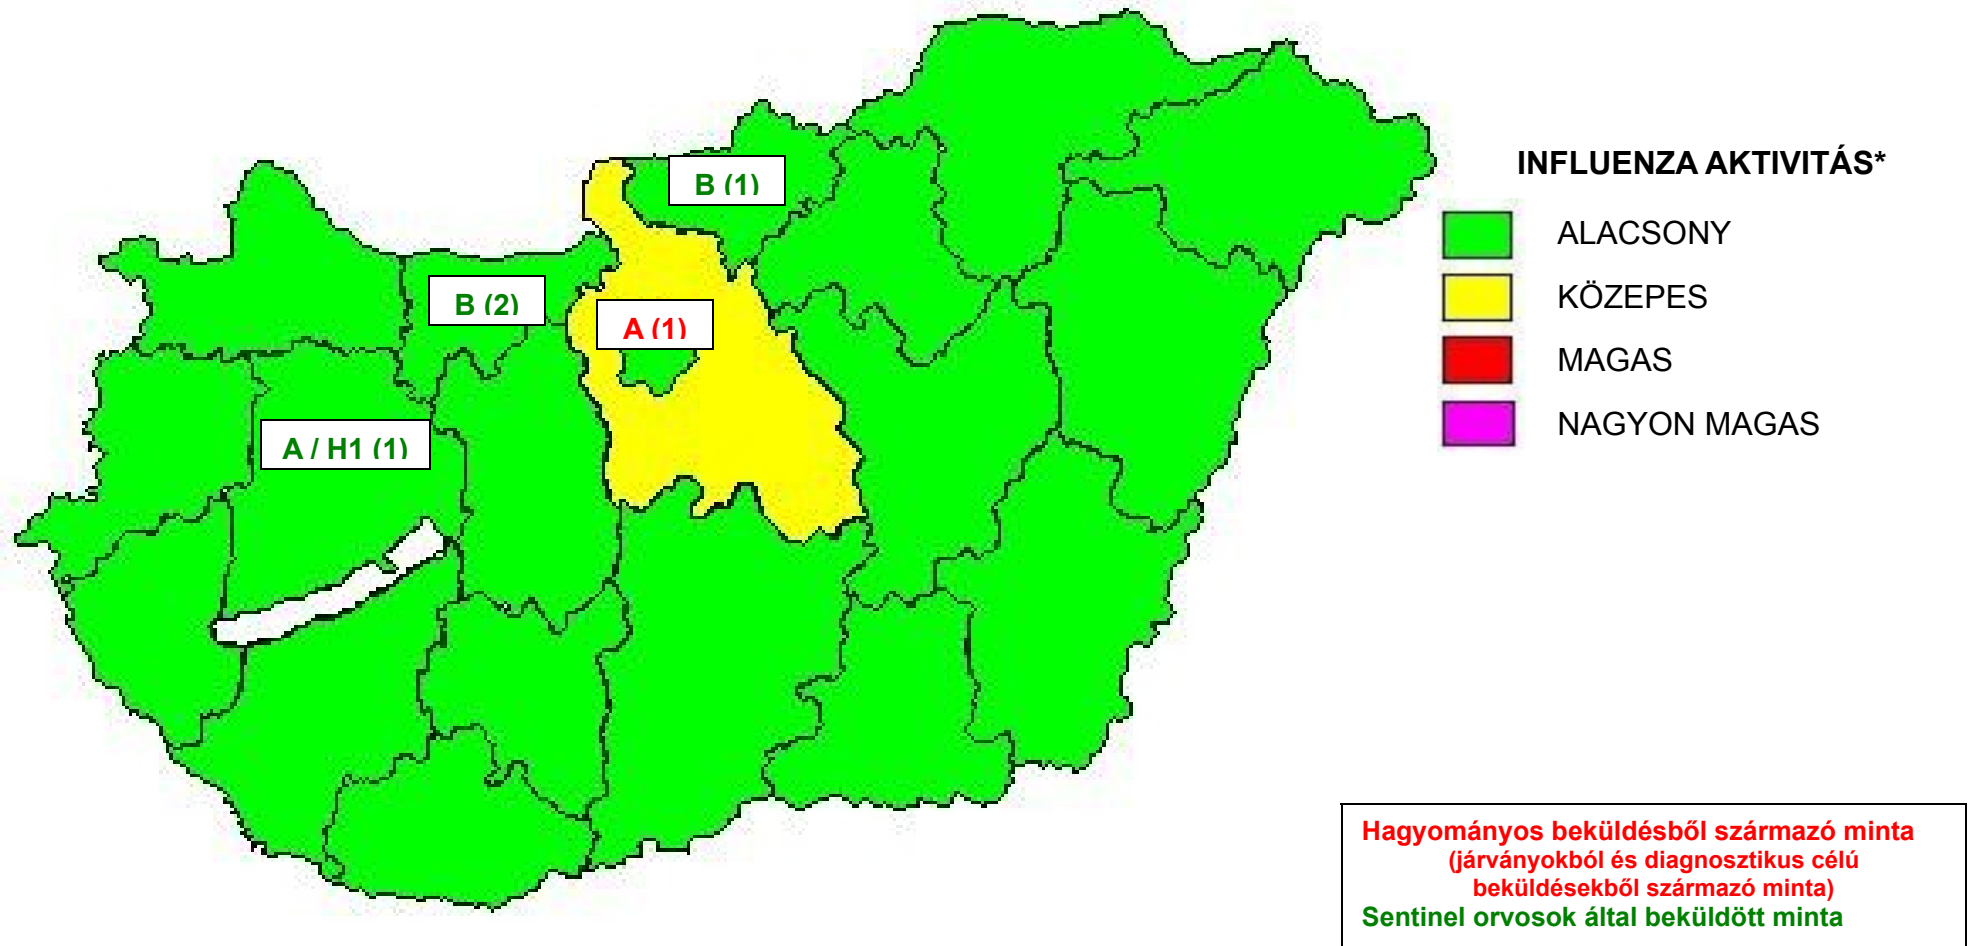 B (1)
INFLUENZA AKTIVITÁS*
ALACSONY
B (2)
KÖZEPES
A (1)
MAGAS
NAGYON MAGAS
A / H1 (1)
Hagyományos beküldésből származó minta
(járványokból és diagnosztikus célú
beküldésekből származó minta)
Sentinel orvosok által beküldött minta